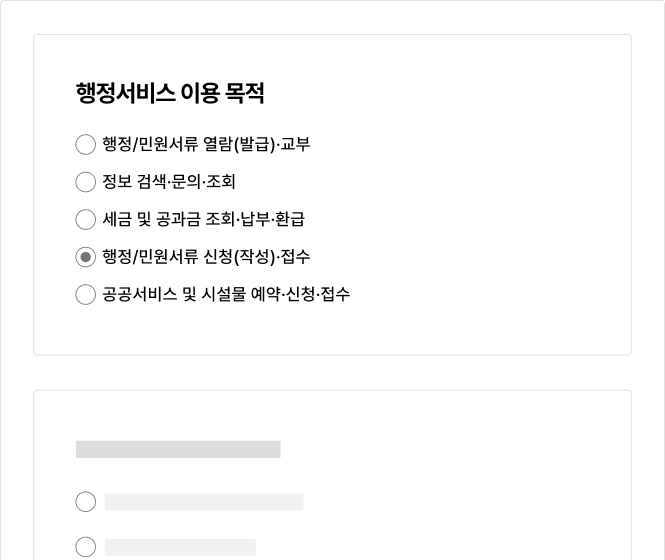 행정서비스 이용 목적
행정/민원서류 열람(발급)·교부
정보 검색·문의·조회
세금 및 공과금 조회·납부·환급
행정/민원서류 신청(작성)·접수
공공서비스 및 시설물 예약·신청·접수